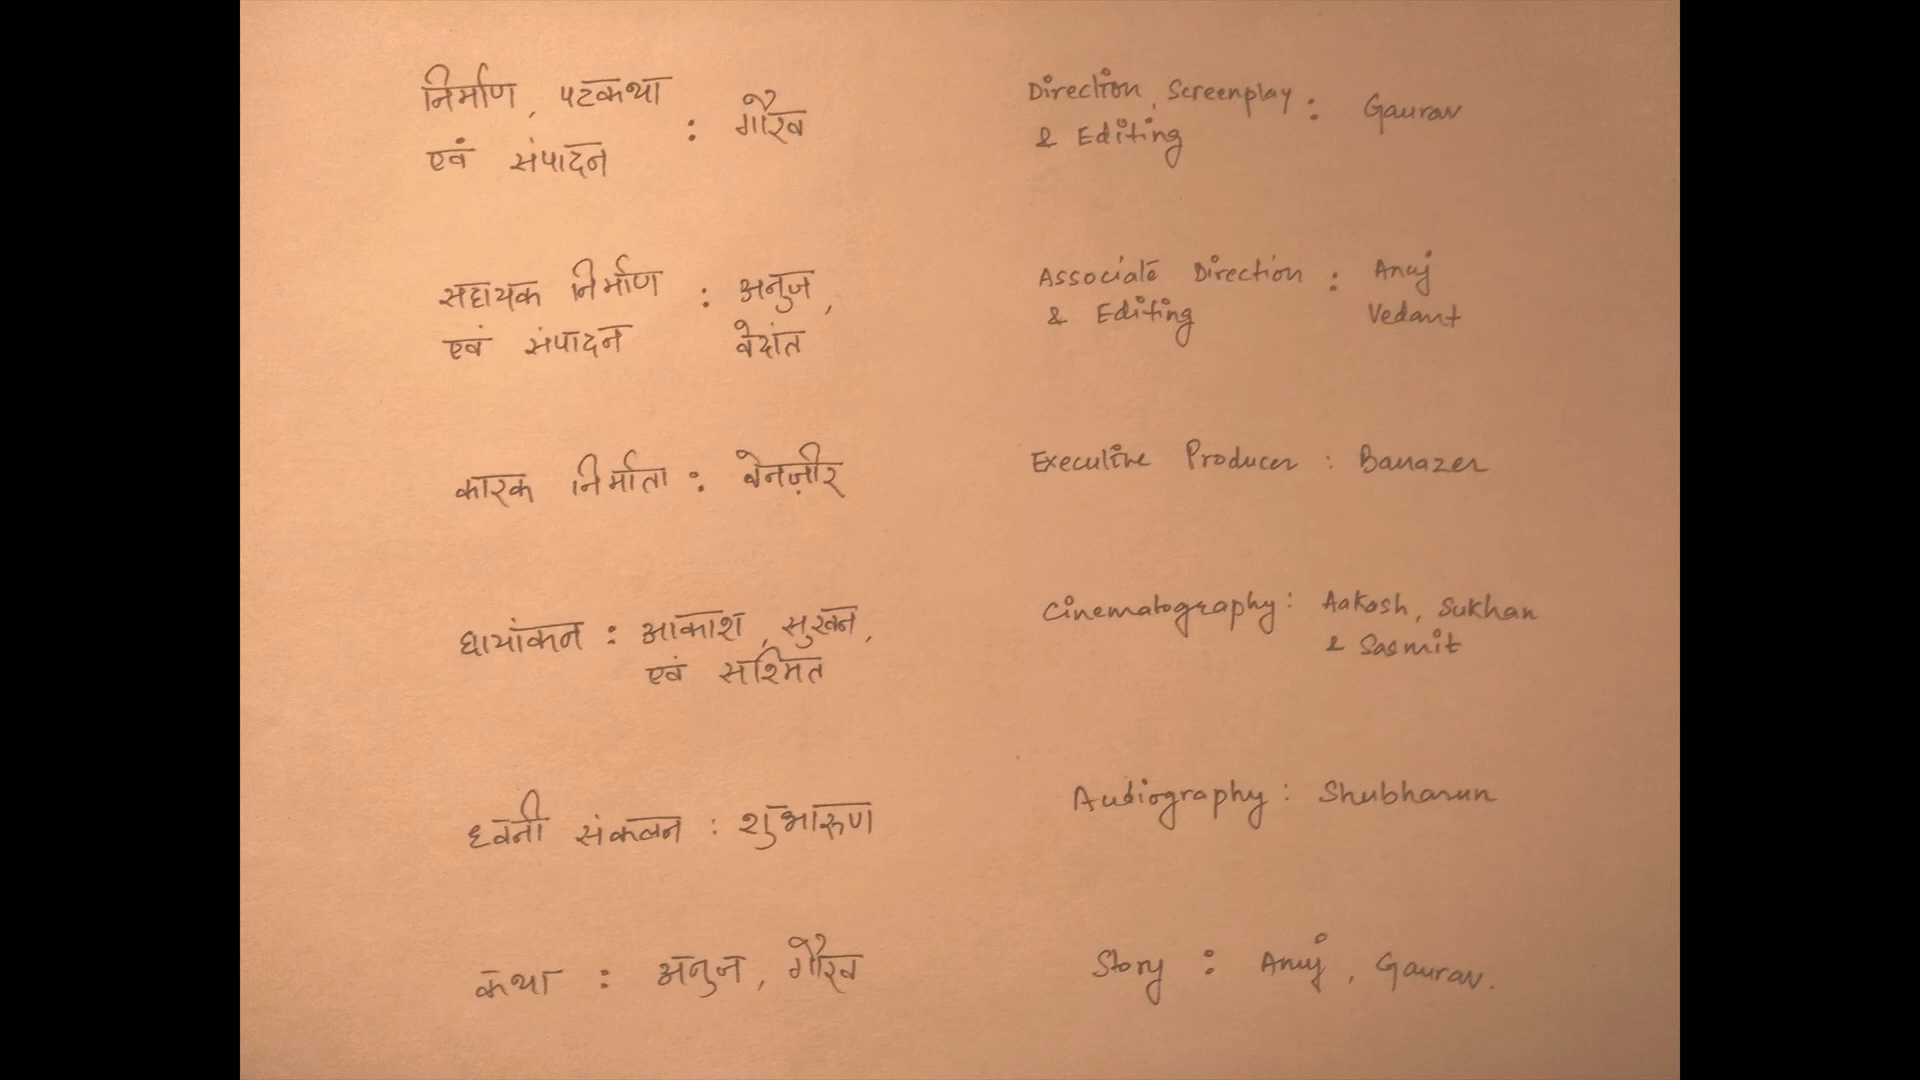 निर्माण, पटकथा
एवं संपादन : गौरव
Direction, Screenplay : Gaurav
& Editing
सहायक निर्माण : अनुज,
एवं संपादन वेदांत
Associate Direction : Anuj
& Editing Vedant
कारक निर्माता : बेनज़ीर
Executive Producer : Banazer
छायांकन : आकाश, सुखन,
एवं सश्मित
Cinematography : Aakash, Sukhan
& Sasmit
ध्वनी संकलन : शुभारूण
Audiography : Shubharun
कथा : अनुज, गौरव
Story : Anuj, Gaurav.